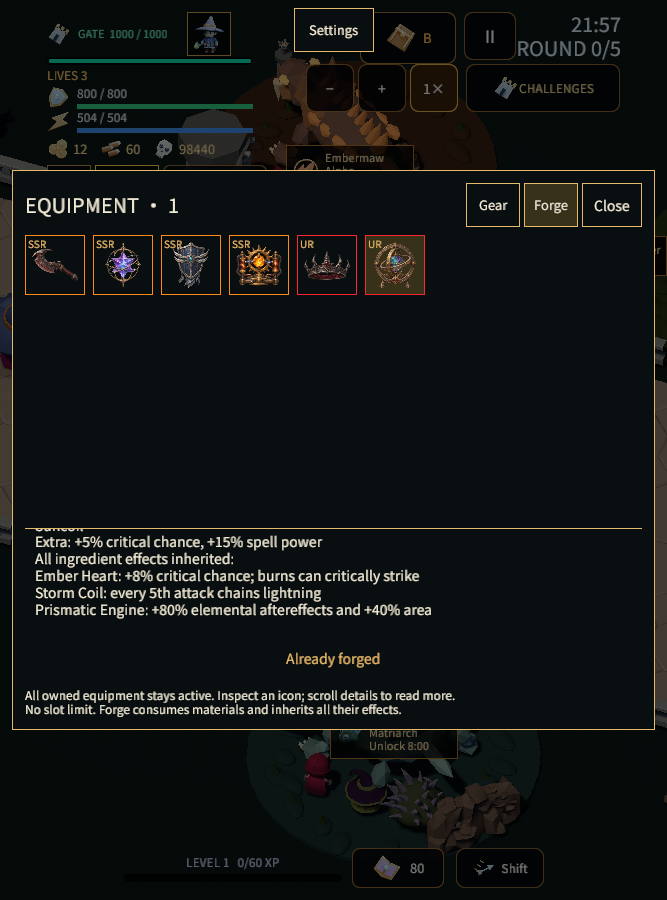 Settings
GATE 1000 / 1000
B
21:57
ROUND 0/5
LIVES 3
800 / 800
504 / 504
- + 1×
CHALLENGES
12 60 98440
Embermaw
EQUIPMENT • 1
Gear Forge Close
SSR SSR SSR SSR UR UR
Extra: +5% critical chance, +15% spell power
All ingredient effects inherited:
Ember Heart: +8% critical chance; burns can critically strike
Storm Coil: every 5th attack chains lightning
Prismatic Engine: +80% elemental aftereffects and +40% area
Already forged
All owned equipment stays active. Inspect an icon; scroll details to read more.
No slot limit. Forge consumes materials and inherits all their effects.
Matriarch
Unlock 8:00
LEVEL 1 0/60 XP
80
Shift